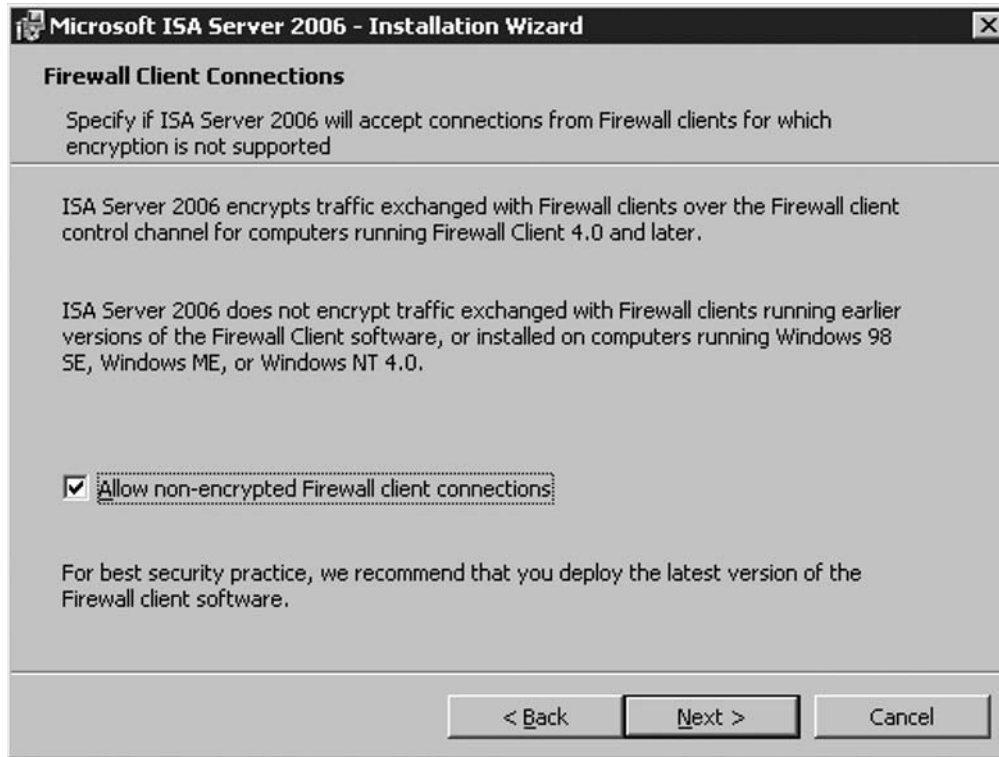 Microsoft ISA Server 2006 - Installation Wizard
Firewall Client Connections
Specify if ISA Server 2006 will accept connections from Firewall clients for which
encryption is not supported
ISA Server 2006 encrypts traffic exchanged with Firewall clients over the Firewall client
control channel for computers running Firewall Client 4.0 and later.
ISA Server 2006 does not encrypt traffic exchanged with Firewall clients running earlier
versions of the Firewall Client software, or installed on computers running Windows 98
SE, Windows ME, or Windows NT 4.0.
Allow non-encrypted Firewall client connections
For best security practice, we recommend that you deploy the latest version of the
Firewall client software.
< Back Next > Cancel